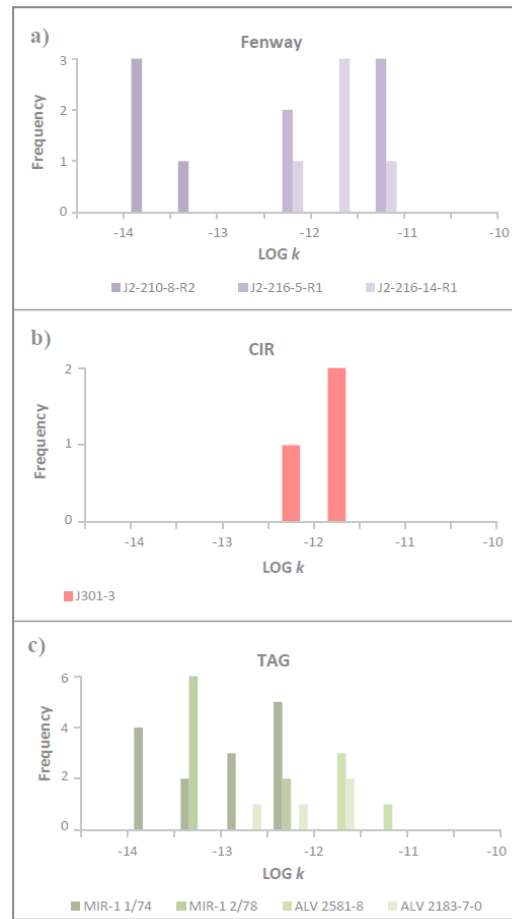 a)
Fenway
Frequency
3
2
1
0
-14 -13 -12 -11 -10
LOG k
J2-210-8-R2 J2-216-5-R1 J2-216-14-R1
b)
CIR
Frequency
2
1
0
-14 -13 -12 -11 -10
LOG k
J301-3
c)
TAG
Frequency
6
4
2
0
-14 -13 -12 -11 -10
LOG k
MIR-1 1/74 MIR-1 2/78 ALV 2581-8 ALV 2183-7-0